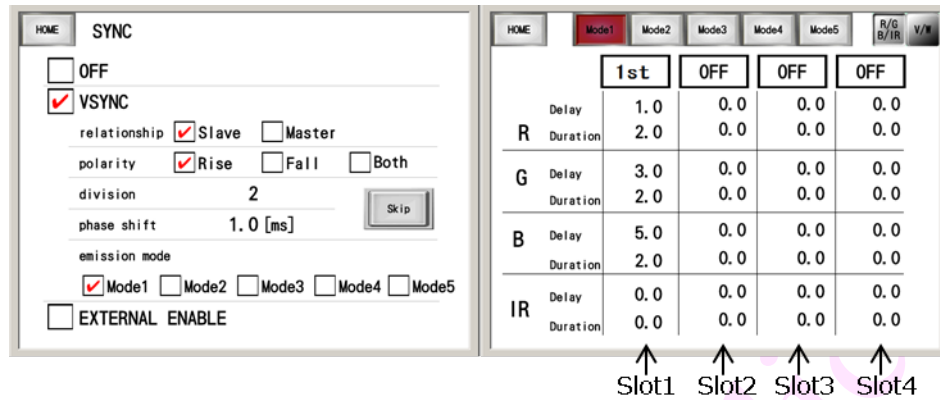 HOME SYNC
OFF
VSYNC
relationship Slave Master
polarity Rise Fall Both
division 2
Skip
phase shift 1.0 [ms]
emission mode
Mode1 Mode2 Mode3 Mode4 Mode5
EXTERNAL ENABLE
HOME Mode1 Mode2 Mode3 Mode4 Mode5 R/G B/IR V/W
1st OFF OFF OFF
R Delay 1.0 0.0 0.0 0.0
Duration 2.0 0.0 0.0 0.0
G Delay 3.0 0.0 0.0 0.0
Duration 2.0 0.0 0.0 0.0
B Delay 5.0 0.0 0.0 0.0
Duration 2.0 0.0 0.0 0.0
IR Delay 0.0 0.0 0.0 0.0
Duration 0.0 0.0 0.0 0.0
Slot1 Slot2 Slot3 Slot4